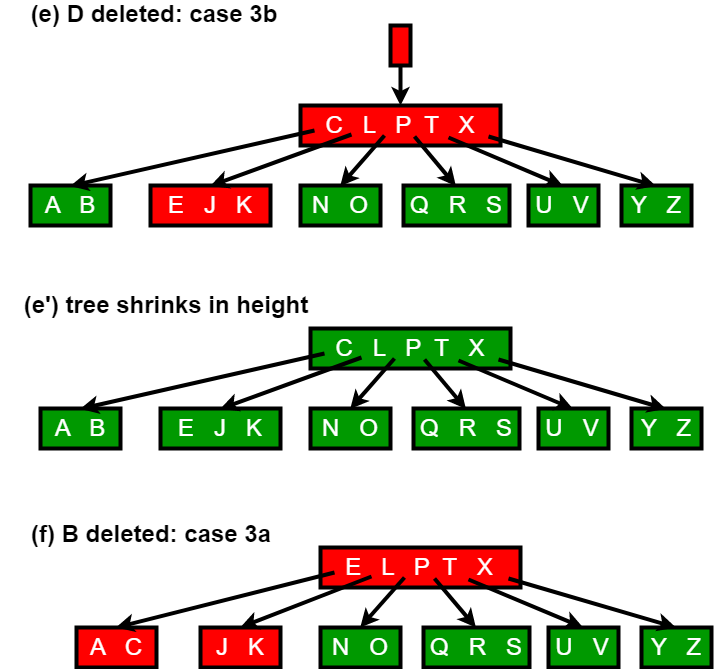 (e) D deleted: case 3b
C L P T X
A B E J K N O Q R S U V Y Z
(e') tree shrinks in height
C L P T X
A B E J K N O Q R S U V Y Z
(f) B deleted: case 3a
E L P T X
A C J K N O Q R S U V Y Z